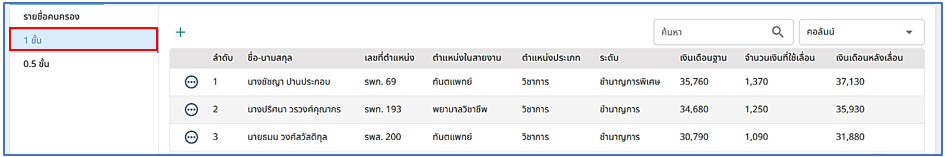 รายชื่อคนครอง
1 ขั้น
0.5 ขั้น
ค้นหา
คอลัมน์
ลำดับ ชื่อ-นามสกุล เลขที่ตำแหน่ง ตำแหน่งในสายงาน ตำแหน่งประเภท ระดับ เงินเดือนฐาน จำนวนเงินที่ใช้เลื่อน เงินเดือนหลังเลื่อน
1 นางชัชญา ปานประกอบ รพก. 69 ทันตแพทย์ วิชาการ ชำนาญการพิเศษ 35,760 1,370 37,130
2 นางปริศนา วรวงศ์คุณากร รพก. 193 พยาบาลวิชาชีพ วิชาการ ชำนาญการ 34,680 1,250 35,930
3 นายธมน วงศ์สวัสดิกุล รพส. 200 ทันตแพทย์ วิชาการ ชำนาญการ 30,790 1,090 31,880